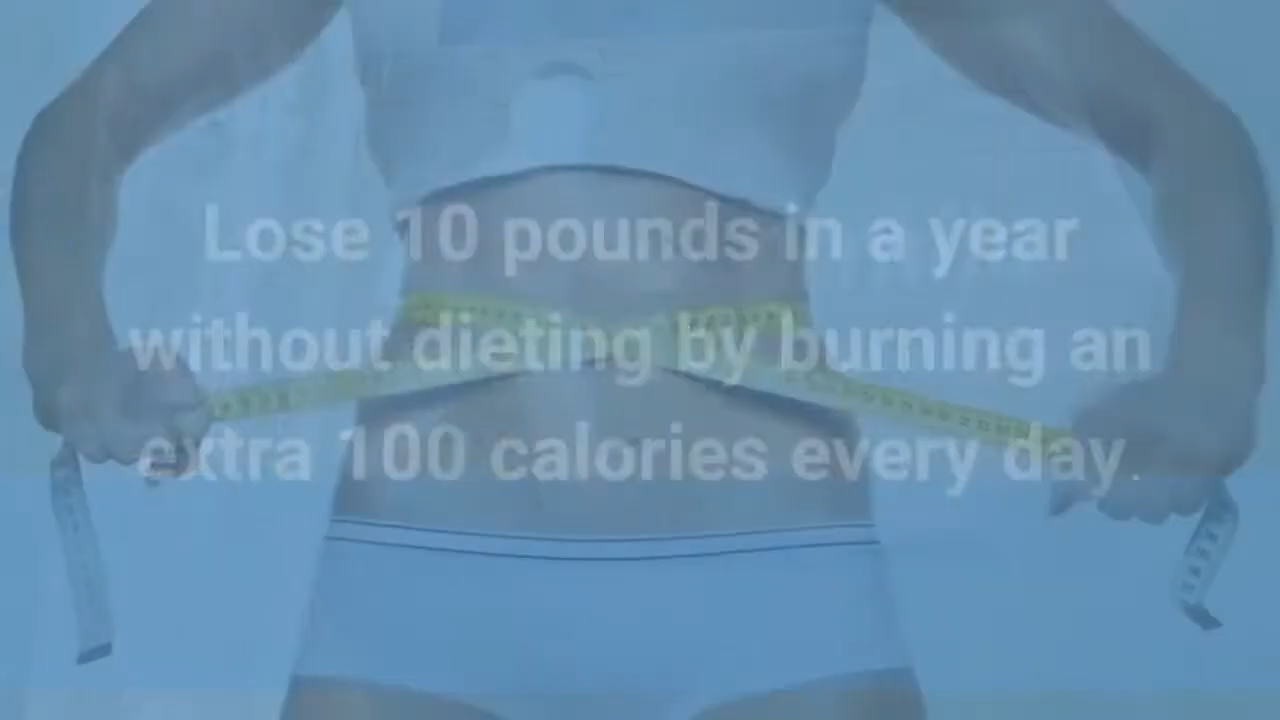 Lose 10 pounds in a year
without dieting by burning an
extra 100 calories every day.